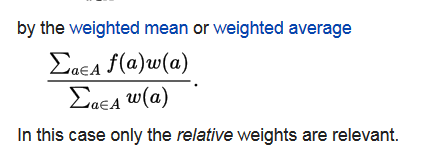 by the weighted mean or weighted average
∑a∈A f(a)w(a)
∑a∈A w(a) .
In this case only the relative weights are relevant.